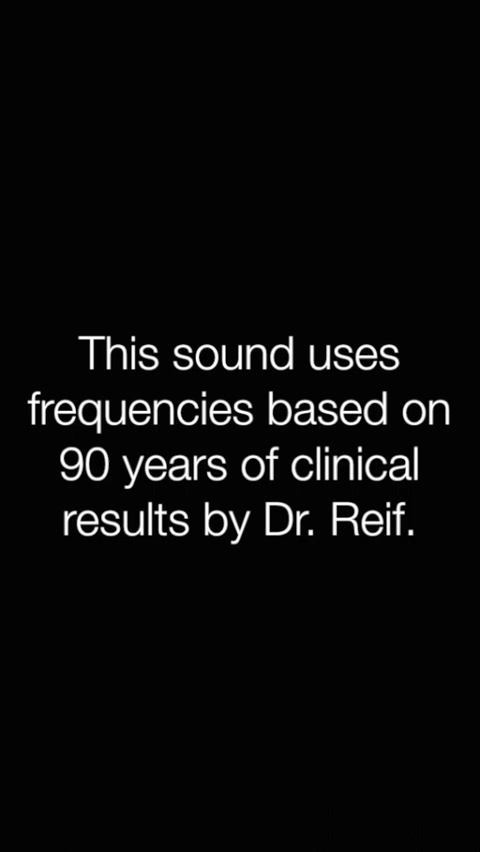 This sound uses
frequencies based on
90 years of clinical
results by Dr. Reif.